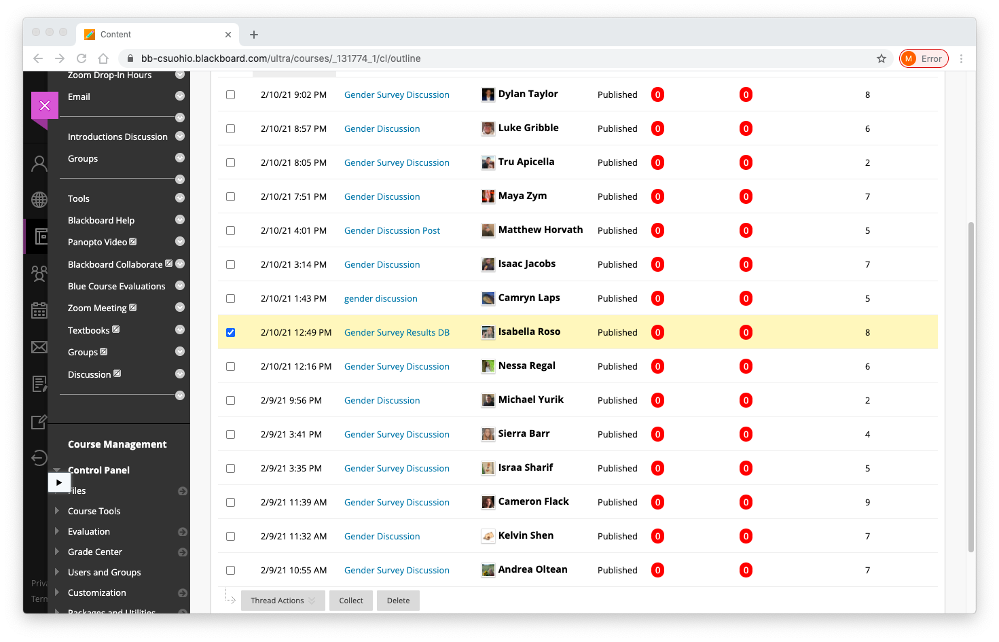 Content
bb-csuohio.blackboard.com/ultra/courses/_131774_1/cl/outline
M Error
Zoom Drop-In Hours
Email
Introductions Discussion
Groups
Tools
Blackboard Help
Panopto Video
Blackboard Collaborate
Blue Course Evaluations
Zoom Meeting
Textbooks
Groups
Discussion
Course Management
Control Panel
Files
Course Tools
Evaluation
Grade Center
Users and Groups
Customization
Packages and Utilities
2/10/21 9:02 PM Gender Survey Discussion Dylan Taylor Published 0 0 8
2/10/21 8:57 PM Gender Discussion Luke Gribble Published 0 0 6
2/10/21 8:05 PM Gender Survey Discussion Tru Apicella Published 0 0 2
2/10/21 7:51 PM Gender Discussion Maya Zym Published 0 0 7
2/10/21 4:01 PM Gender Discussion Post Matthew Horvath Published 0 0 5
2/10/21 3:14 PM Gender Discussion Isaac Jacobs Published 0 0 7
2/10/21 1:43 PM gender discussion Camryn Laps Published 0 0 5
2/10/21 12:49 PM Gender Survey Results DB Isabella Roso Published 0 0 8
2/10/21 12:16 PM Gender Survey Discussion Nessa Regal Published 0 0 6
2/9/21 9:56 PM Gender Discussion Michael Yurik Published 0 0 2
2/9/21 3:41 PM Gender Survey Discussion Sierra Barr Published 0 0 4
2/9/21 3:35 PM Gender Survey Discussion Israa Sharif Published 0 0 5
2/9/21 11:39 AM Gender Survey Discussion Cameron Flack Published 0 0 9
2/9/21 11:32 AM Gender Discussion Kelvin Shen Published 0 0 7
2/9/21 10:55 AM Gender Survey Discussion Andrea Oltean Published 0 0 7
Thread Actions Collect Delete
Priva
Term